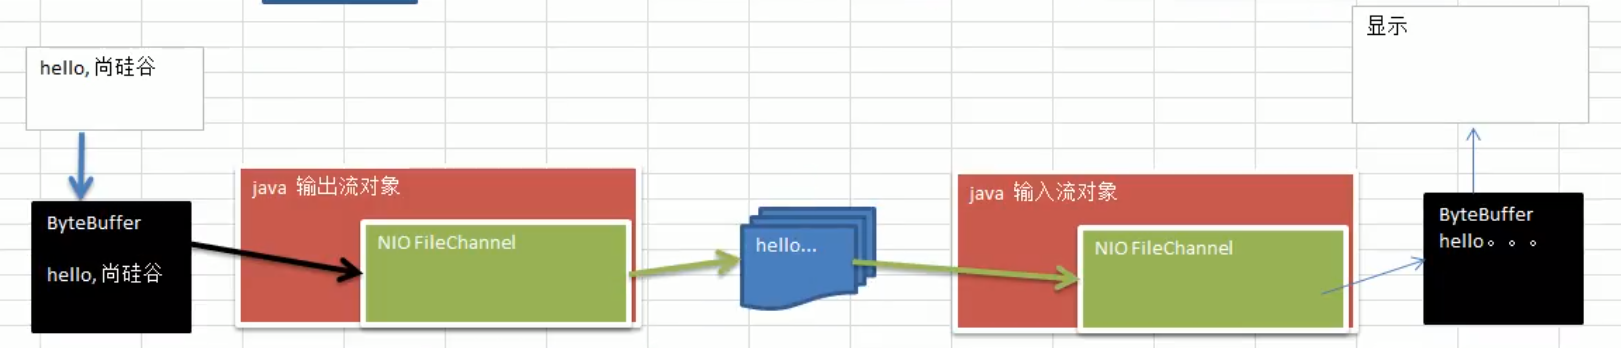 hello, 尚硅谷
ByteBuffer
hello, 尚硅谷
java 输出流对象
NIO FileChannel
hello...
java 输入流对象
NIO FileChannel
ByteBuffer
hello。。。
显示